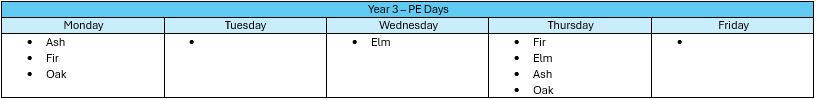 Year 3 – PE Days
Monday Tuesday Wednesday Thursday Friday
• Ash • • Elm • Fir •
• Fir • Elm
• Oak • Ash
• Oak